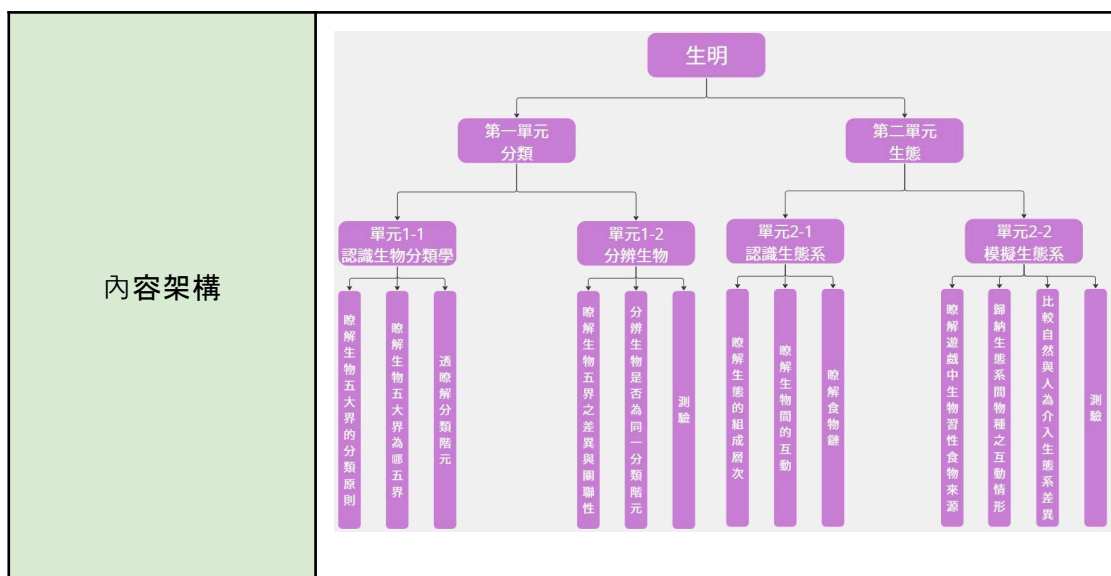 內容架構
生明
第一單元
分類
第二單元
生態
單元1-1
認識生物分類學
單元1-2
分辨生物
單元2-1
認識生態系
單元2-2
模擬生態系
瞭解生物五大界的分類原則
瞭解生物五大界為哪五界
透瞭解分類階元
瞭解生物五界之差異與關聯性
分辨生物是否為同一分類階元
測驗
瞭解生態的組成層次
瞭解生物間的互動
瞭解食物鏈
瞭解遊戲中生物習性食物來源
歸納生態系間物種之互動情形
比較自然與人為介入生態系差異
測驗